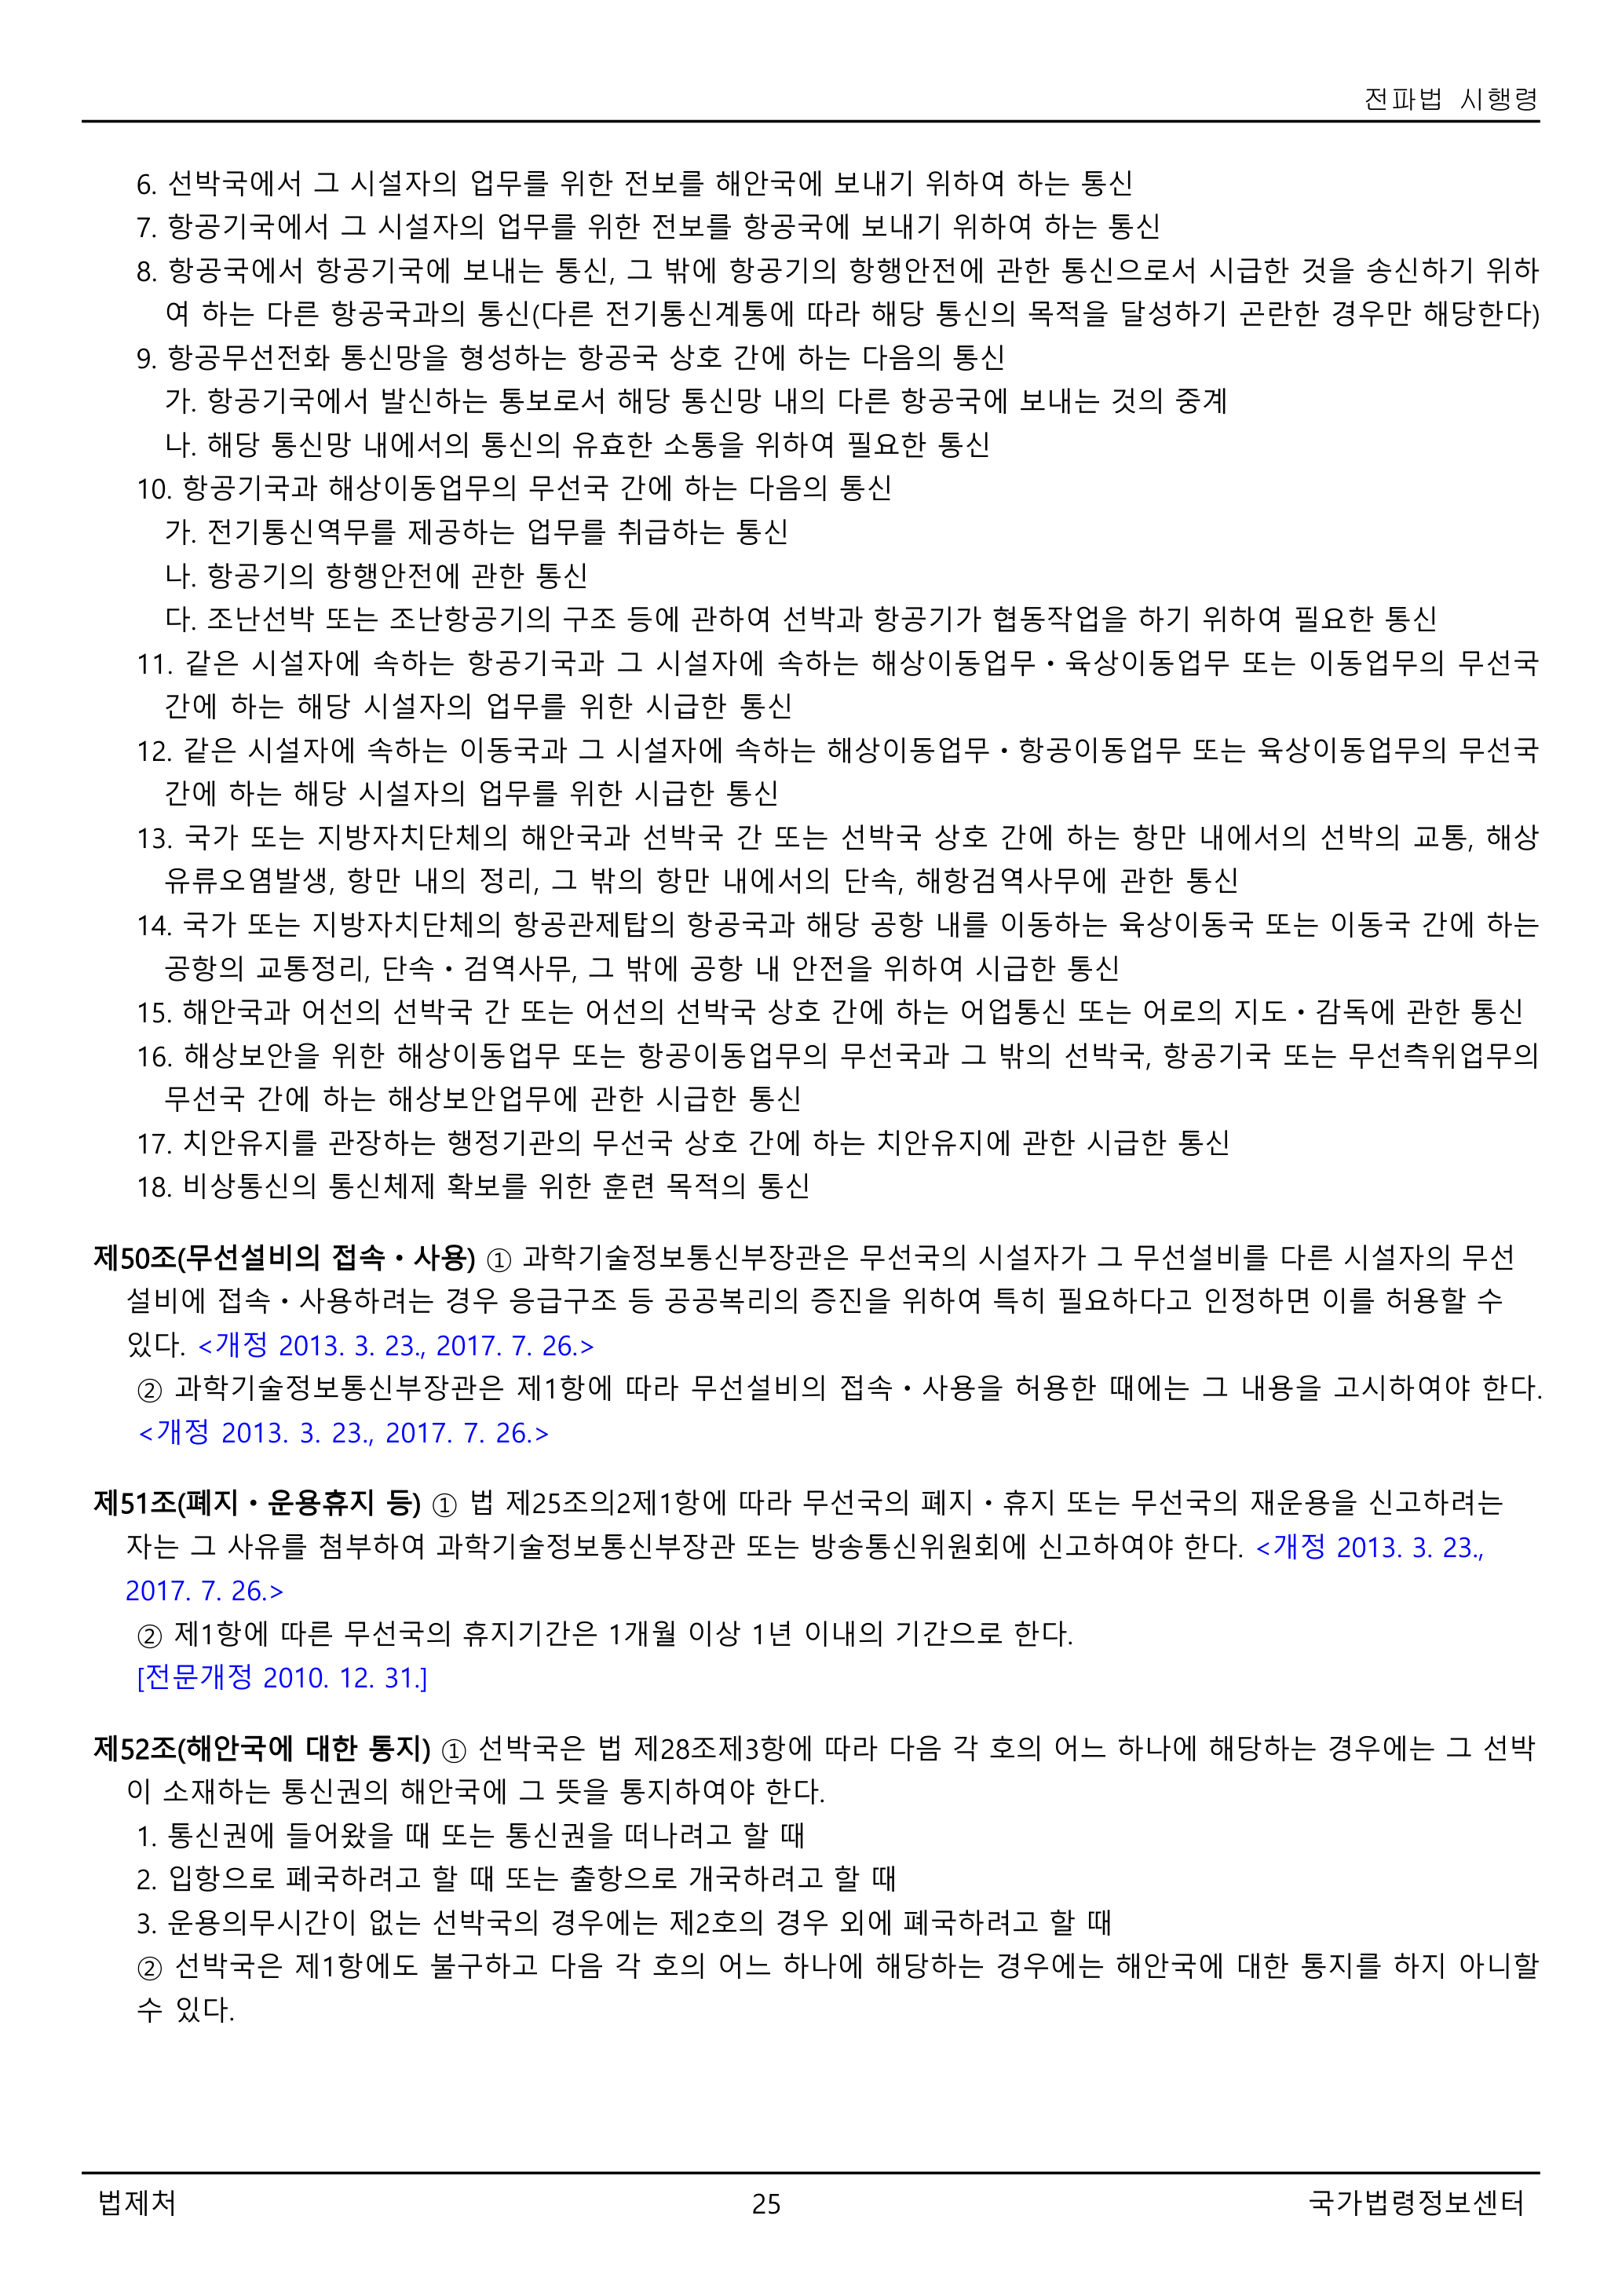 전파법 시행령
6. 선박국에서 그 시설자의 업무를 위한 전보를 해안국에 보내기 위하여 하는 통신
7. 항공기국에서 그 시설자의 업무를 위한 전보를 항공국에 보내기 위하여 하는 통신
8. 항공국에서 항공기국에 보내는 통신, 그 밖에 항공기의 항행안전에 관한 통신으로서 시급한 것을 송신하기 위하
여 하는 다른 항공국과의 통신(다른 전기통신계통에 따라 해당 통신의 목적을 달성하기 곤란한 경우만 해당한다)
9. 항공무선전화 통신망을 형성하는 항공국 상호 간에 하는 다음의 통신
가. 항공기국에서 발신하는 통보로서 해당 통신망 내의 다른 항공국에 보내는 것의 중계
나. 해당 통신망 내에서의 통신의 유효한 소통을 위하여 필요한 통신
10. 항공기국과 해상이동업무의 무선국 간에 하는 다음의 통신
가. 전기통신역무를 제공하는 업무를 취급하는 통신
나. 항공기의 항행안전에 관한 통신
다. 조난선박 또는 조난항공기의 구조 등에 관하여 선박과 항공기가 협동작업을 하기 위하여 필요한 통신
11. 같은 시설자에 속하는 항공기국과 그 시설자에 속하는 해상이동업무ㆍ육상이동업무 또는 이동업무의 무선국
간에 하는 해당 시설자의 업무를 위한 시급한 통신
12. 같은 시설자에 속하는 이동국과 그 시설자에 속하는 해상이동업무ㆍ항공이동업무 또는 육상이동업무의 무선국
간에 하는 해당 시설자의 업무를 위한 시급한 통신
13. 국가 또는 지방자치단체의 해안국과 선박국 간 또는 선박국 상호 간에 하는 항만 내에서의 선박의 교통, 해상
유류오염발생, 항만 내의 정리, 그 밖의 항만 내에서의 단속, 해항검역사무에 관한 통신
14. 국가 또는 지방자치단체의 항공관제탑의 항공국과 해당 공항 내를 이동하는 육상이동국 또는 이동국 간에 하는
공항의 교통정리, 단속ㆍ검역사무, 그 밖에 공항 내 안전을 위하여 시급한 통신
15. 해안국과 어선의 선박국 간 또는 어선의 선박국 상호 간에 하는 어업통신 또는 어로의 지도ㆍ감독에 관한 통신
16. 해상보안을 위한 해상이동업무 또는 항공이동업무의 무선국과 그 밖의 선박국, 항공기국 또는 무선측위업무의
무선국 간에 하는 해상보안업무에 관한 시급한 통신
17. 치안유지를 관장하는 행정기관의 무선국 상호 간에 하는 치안유지에 관한 시급한 통신
18. 비상통신의 통신체제 확보를 위한 훈련 목적의 통신
제50조(무선설비의 접속ㆍ사용) ① 과학기술정보통신부장관은 무선국의 시설자가 그 무선설비를 다른 시설자의 무선
설비에 접속ㆍ사용하려는 경우 응급구조 등 공공복리의 증진을 위하여 특히 필요하다고 인정하면 이를 허용할 수
있다. <개정 2013. 3. 23., 2017. 7. 26.>
② 과학기술정보통신부장관은 제1항에 따라 무선설비의 접속ㆍ사용을 허용한 때에는 그 내용을 고시하여야 한다.
<개정 2013. 3. 23., 2017. 7. 26.>
제51조(폐지ㆍ운용휴지 등) ① 법 제25조의2제1항에 따라 무선국의 폐지ㆍ휴지 또는 무선국의 재운용을 신고하려는
자는 그 사유를 첨부하여 과학기술정보통신부장관 또는 방송통신위원회에 신고하여야 한다. <개정 2013. 3. 23.,
2017. 7. 26.>
② 제1항에 따른 무선국의 휴지기간은 1개월 이상 1년 이내의 기간으로 한다.
[전문개정 2010. 12. 31.]
제52조(해안국에 대한 통지) ① 선박국은 법 제28조제3항에 따라 다음 각 호의 어느 하나에 해당하는 경우에는 그 선박
이 소재하는 통신권의 해안국에 그 뜻을 통지하여야 한다.
1. 통신권에 들어왔을 때 또는 통신권을 떠나려고 할 때
2. 입항으로 폐국하려고 할 때 또는 출항으로 개국하려고 할 때
3. 운용의무시간이 없는 선박국의 경우에는 제2호의 경우 외에 폐국하려고 할 때
② 선박국은 제1항에도 불구하고 다음 각 호의 어느 하나에 해당하는 경우에는 해안국에 대한 통지를 하지 아니할
수 있다.
법제처
25
국가법령정보센터